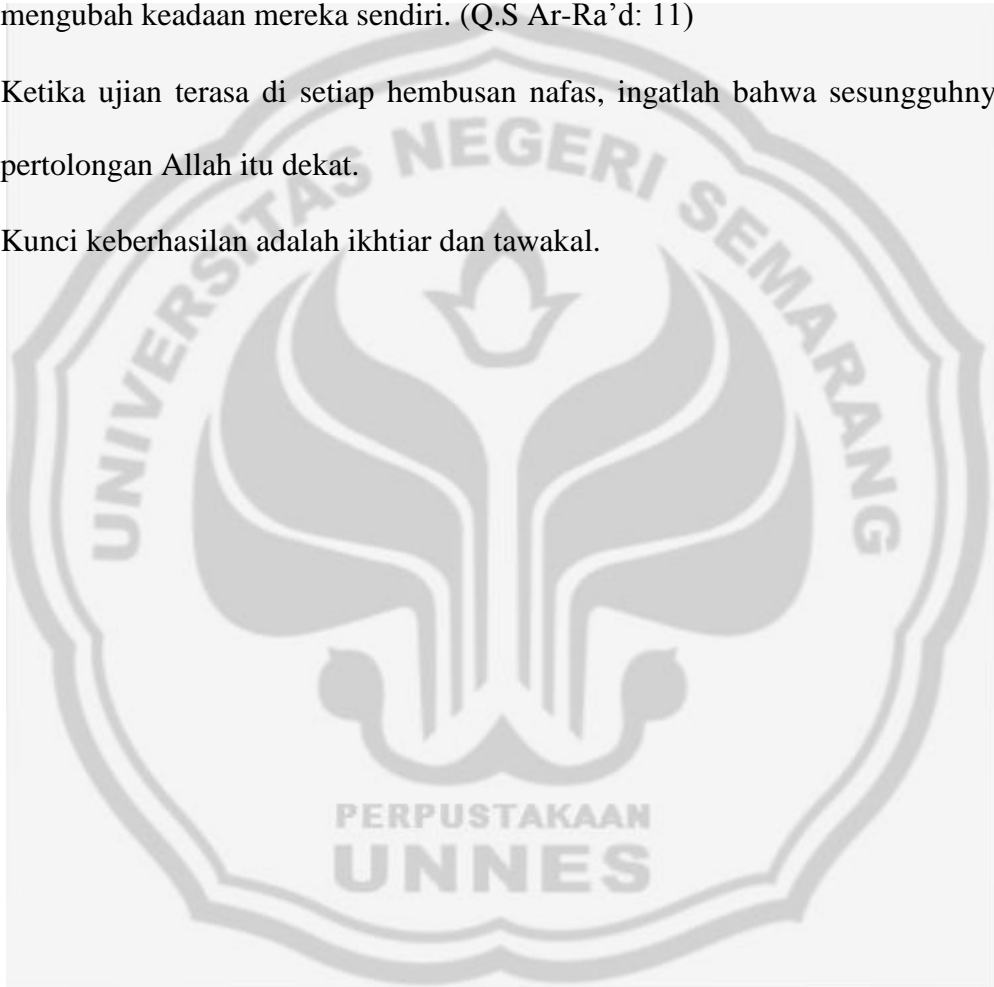 mengubah keadaan mereka sendiri. (Q.S Ar-Ra’d: 11)
Ketika ujian terasa di setiap hembusan nafas, ingatlah bahwa sesungguhny
pertolongan Allah itu dekat.
Kunci keberhasilan adalah ikhtiar dan tawakal.
UNIVERSITAS NEGERI SEMARANG
PERPUSTAKAAN
UNNES